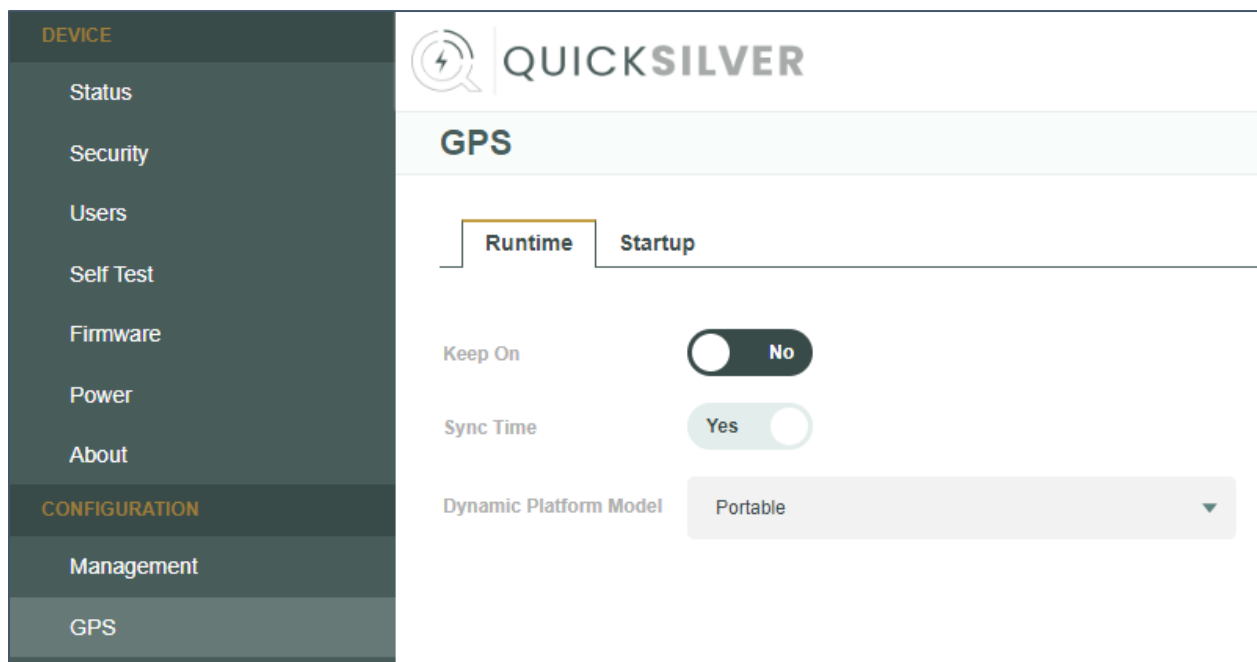 DEVICE
Status
Security
Users
Self Test
Firmware
Power
About
CONFIGURATION
Management
GPS
QUICKSILVER
GPS
Runtime Startup
Keep On No
Sync Time Yes
Dynamic Platform Model Portable